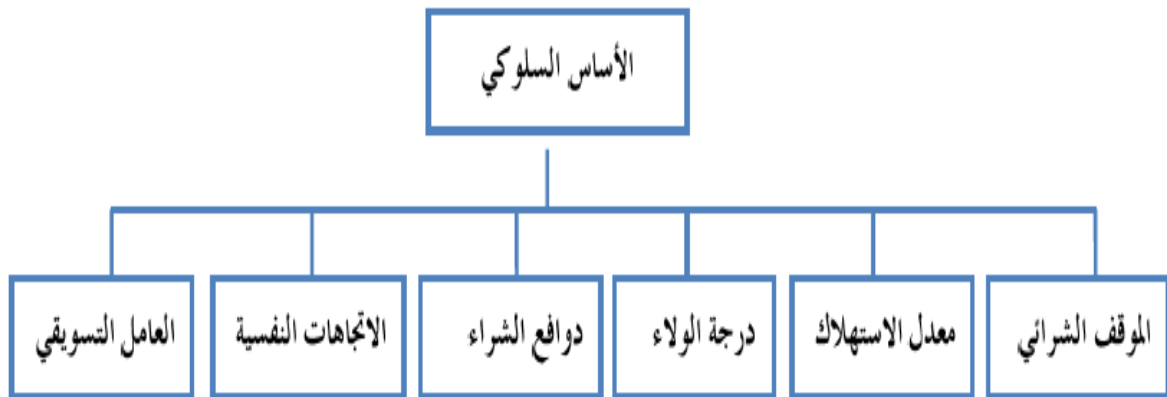 الأساس السلوكي
الموقف الشرائي
معدل الاستهلاك
درجة الولاء
دوافع الشراء
الاتجاهات النفسية
العامل التسويقي